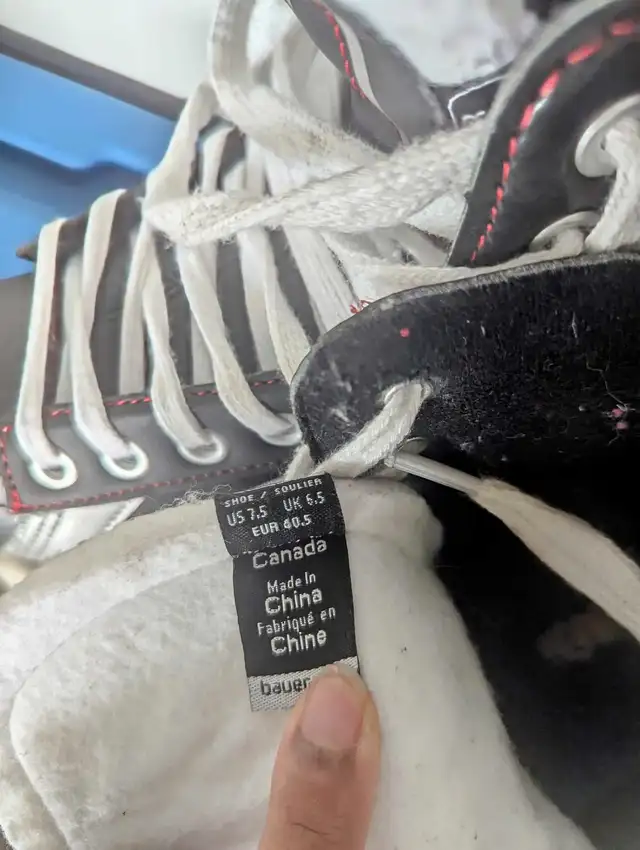 SHOE / SOULIER
US 7.5 UK 6.5
EUR 40.5
Canada
Made In
China
Fabriqué en
Chine
bauer